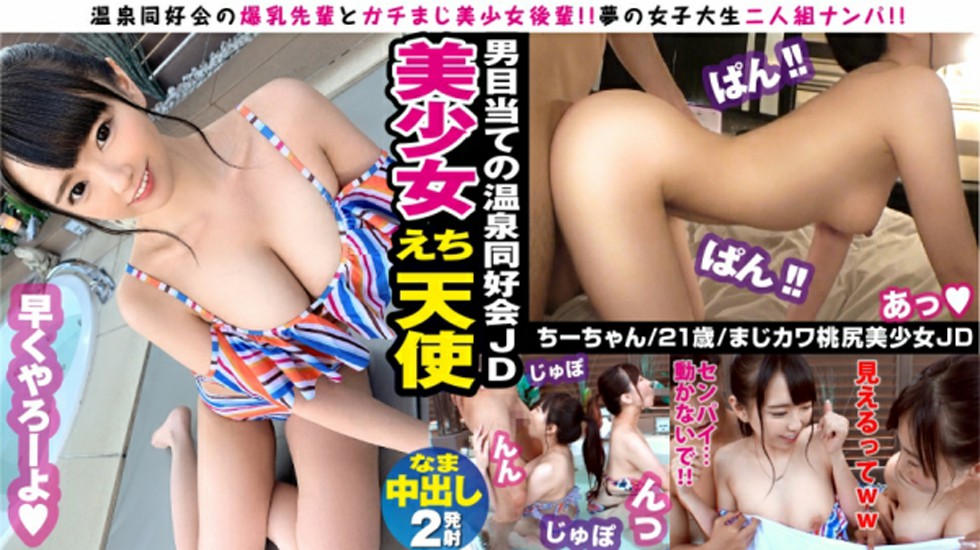 温泉同好会の爆乳先輩とガチまじ美少女後輩!!夢の女子大生二人組ナンパ!!
男目当ての温泉同好会JD
美少女えち天使
早くやろーよ♥
ぱん!!
ぱん!!
あっ♥
ちーちゃん/21歳/まじカワ桃尻美少女JD
じゅぽ
んん
んっ
じゅぽ
なま
中出し
2発射
センパイ…
動かないで!!
見えるってww